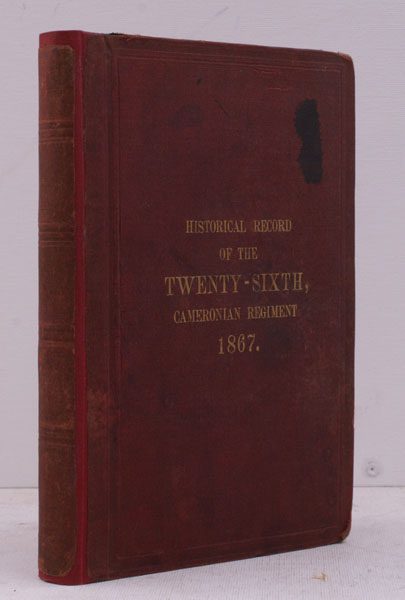 HISTORICAL RECORD
OF THE
TWENTY-SIXTH,
CAMERONIAN REGIMENT
1867.